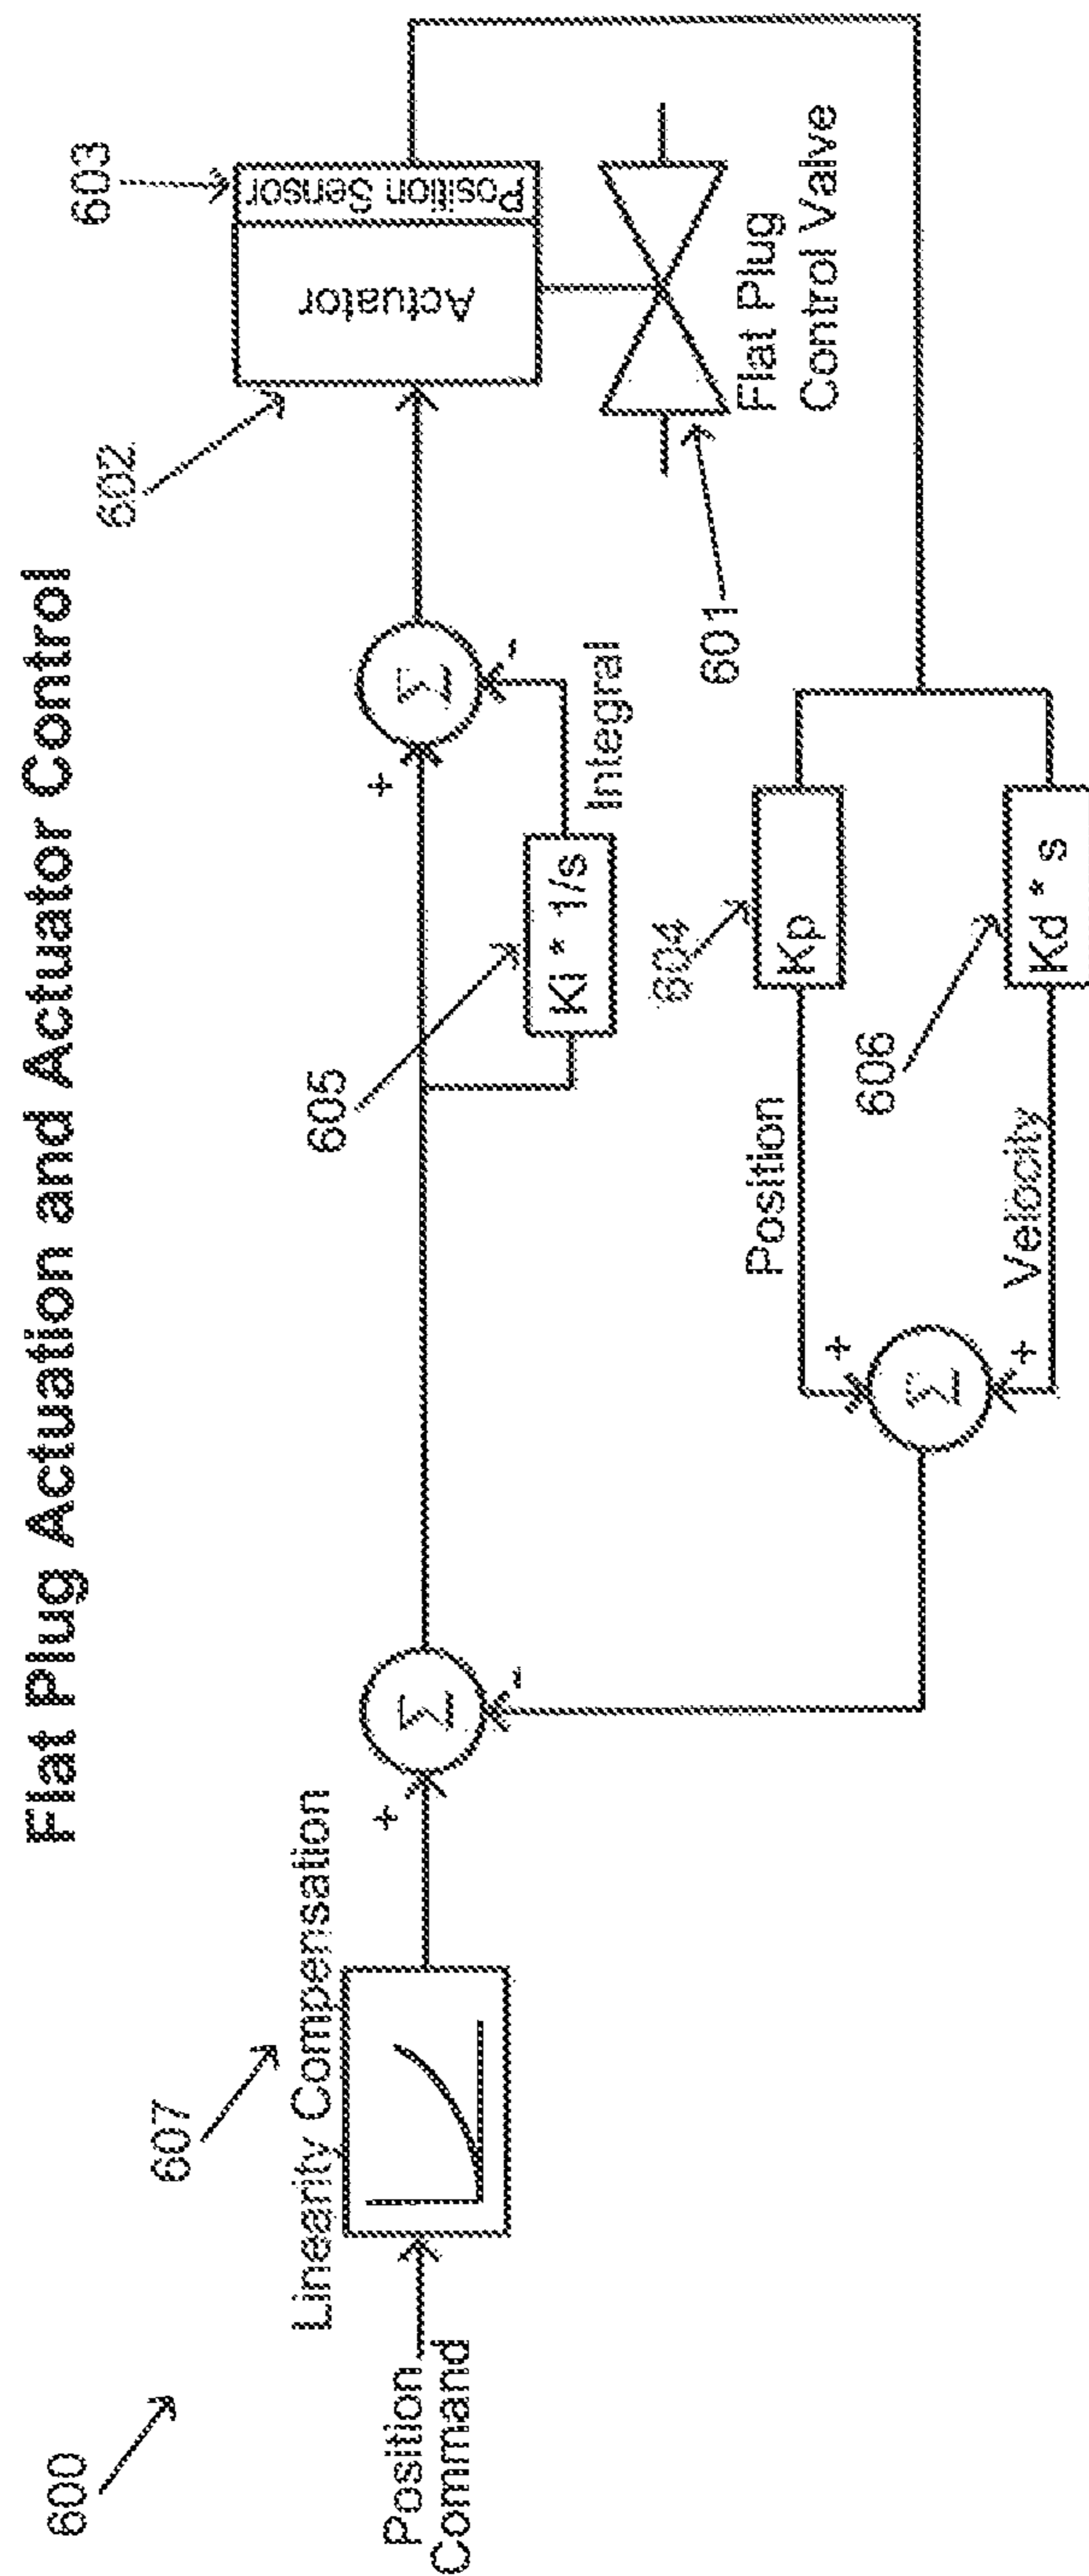 Flat Plug Actuation and Actuator Control
600
607
Linearity Compensation
Position
Command
+
Σ
-
605
Ki * 1/s
Integral
+
Σ
-
602
603
Actuator
Position Sensor
601
Flat Plug
Control Valve
604
Kp
Position
606
Kd * s
Velocity
+
Σ
+